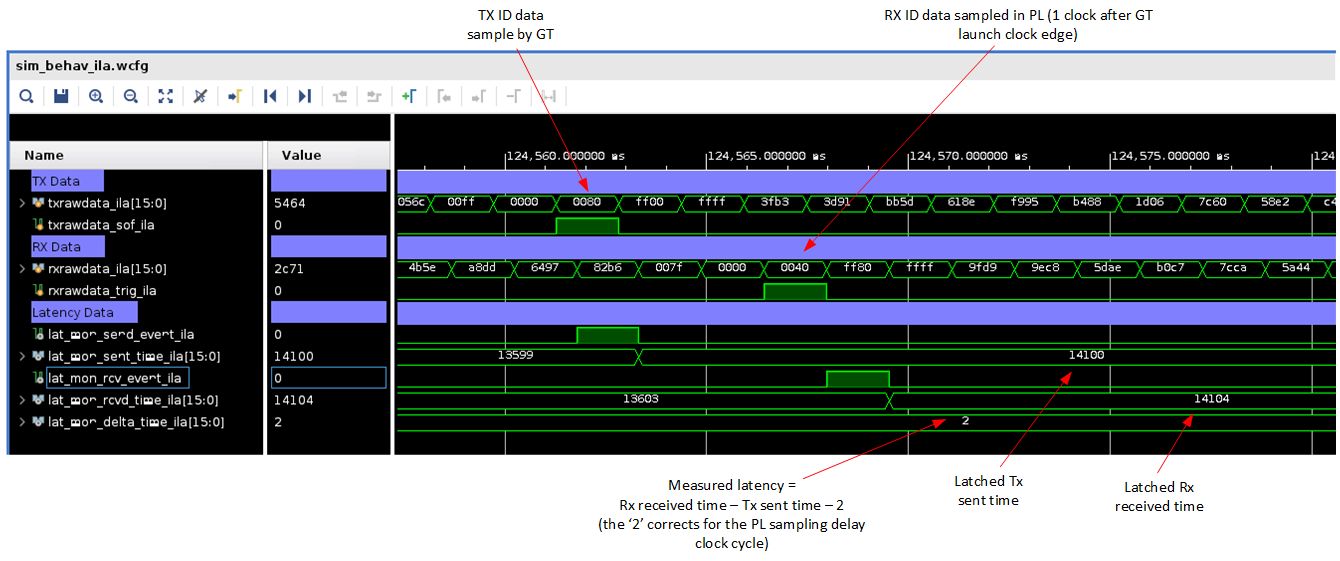 TX ID data
sample by GT
RX ID data sampled in PL (1 clock after GT
launch clock edge)
sim_behav_ila.wcfg
Name
Value
124,560.000000 ns
124,565.000000 ns
124,570.000000 ns
124,575.000000 ns
124
TX Data
txrawdata_ila[15:0] 5464 056c 00ff 0000 0080 ff00 ffff 3fb3 3d91 bb5d 618e f995 b488 1d06 7c60 58e2 c4
txrawdata_sof_ila 0
RX Data
rxrawdata_ila[15:0] 2c71 4b5e a8dd 6497 82b6 007f 0000 0040 ff80 ffff 9fd9 9ec8 5dae b0c7 7cca 5a44
rxrawdata_trig_ila 0
Latency Data
lat_mon_send_event_ila 0
lat_mon_sent_time_ila[15:0] 14100 13599 14100
lat_mon_rcv_event_ila 0
lat_mon_rcvd_time_ila[15:0] 14104 13603 14104
lat_mon_delta_time_ila[15:0] 2 2
Measured latency =
Rx received time – Tx sent time – 2
(the ‘2’ corrects for the PL sampling delay
clock cycle)
Latched Tx
sent time
Latched Rx
received time